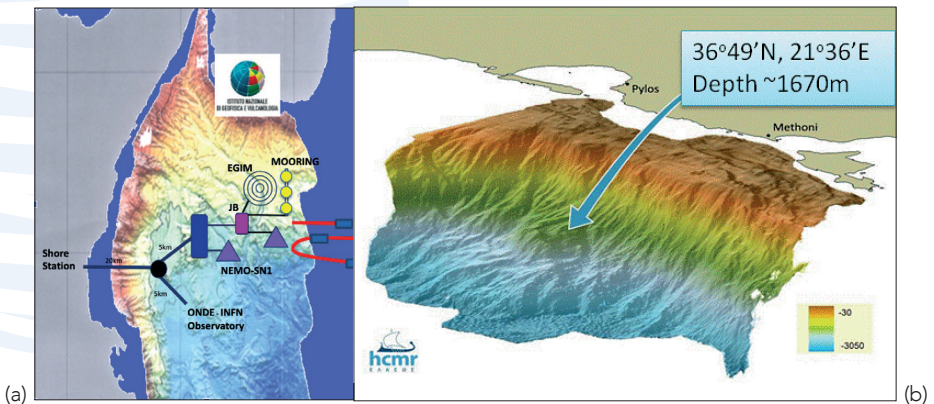 (a)
ISTITUTO NAZIONALE
DI GEOFISICA E VULCANOLOGIA
EGIM
MOORING
JB
5km
Shore
Station
20km
NEMO-SN1
5km
ONDE - INFN
Observatory
36°49’N, 21°36’E
Depth ~1670m
Pylos
Methoni
-30
-3050
hcmr
ΕΛΚΕΘΕ
(b)